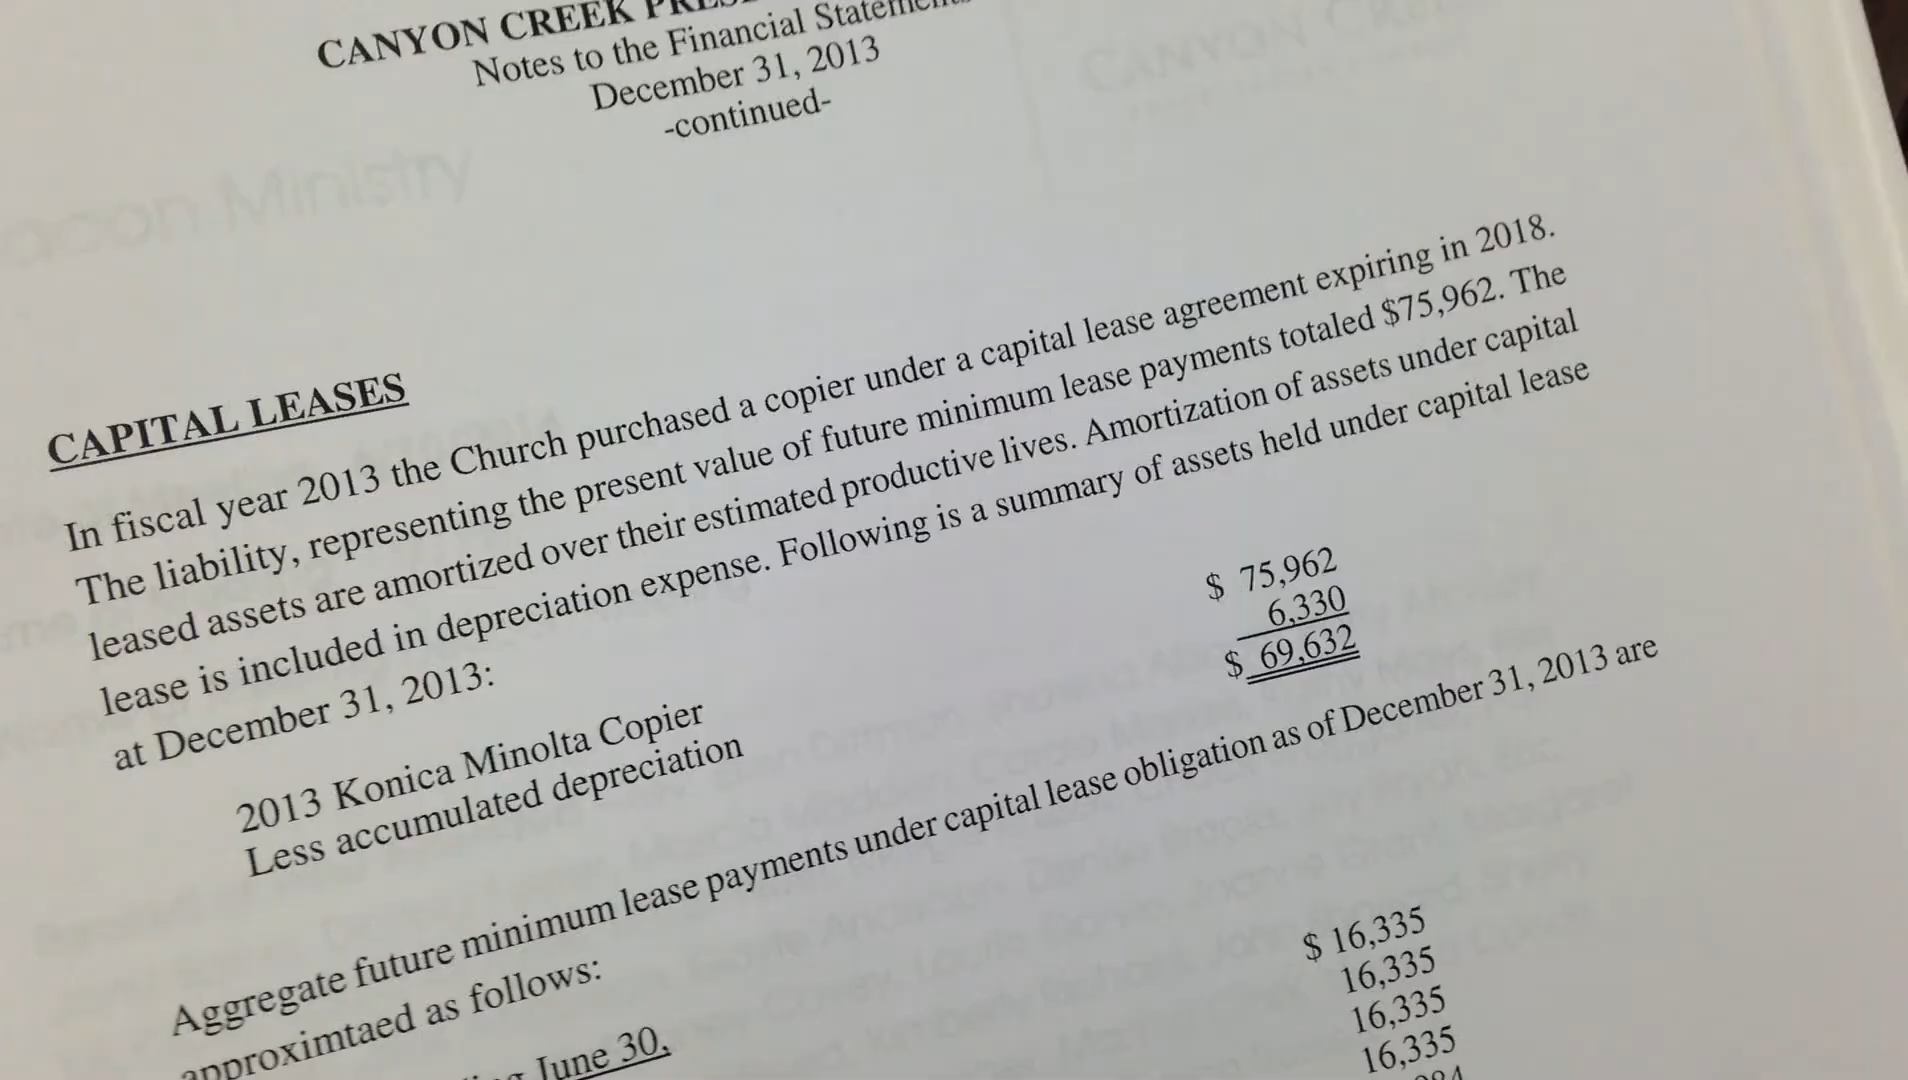 CANYON CREEK
Notes to the Financial Statements
December 31, 2013
-continued-
CANYON
Ministry
CAPITAL LEASES
In fiscal year 2013 the Church purchased a copier under a capital lease agreement expiring in 2018.
The liability, representing the present value of future minimum lease payments totaled $75,962. The
leased assets are amortized over their estimated productive lives. Amortization of assets under capital
lease is included in depreciation expense. Following is a summary of assets held under capital lease
at December 31, 2013:
2013 Konica Minolta Copier $ 75,962
Less accumulated depreciation 6,330
$ 69,632
Aggregate future minimum lease payments under capital lease obligation as of December 31, 2013 are
approximtaed as follows:
June 30,
$ 16,335
16,335
16,335
16,335